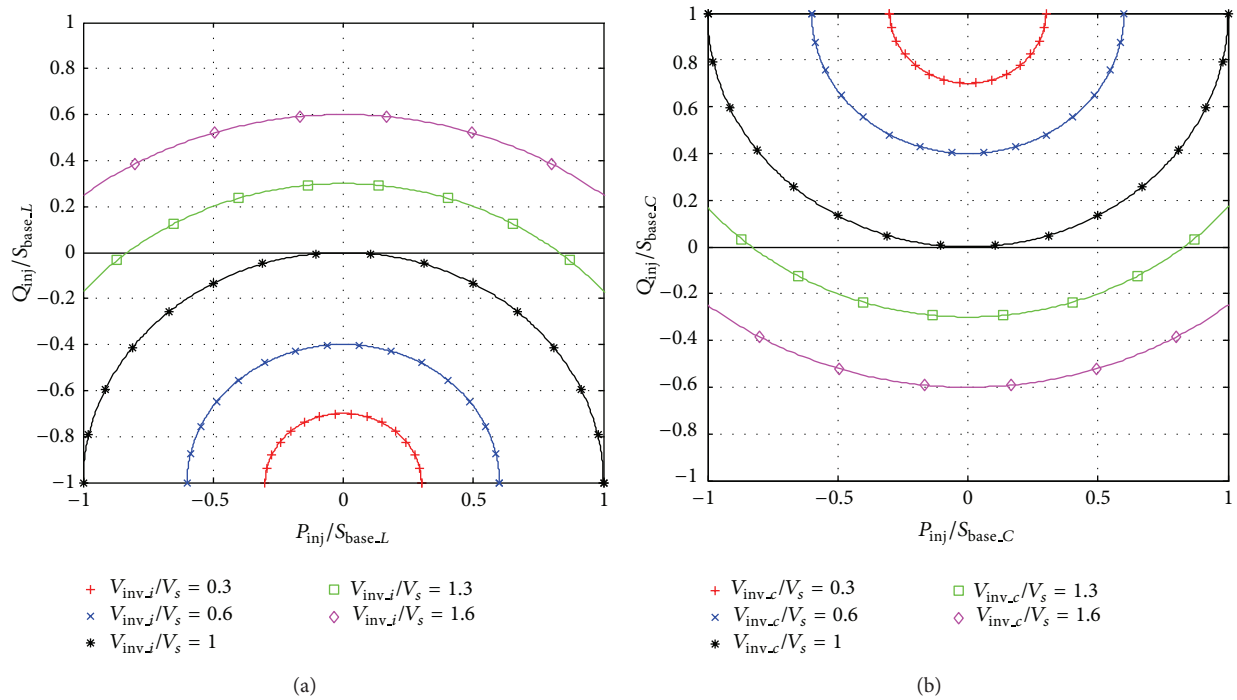 1
0.8
0.6
0.4
0.2
0
−0.2
−0.4
−0.6
−0.8
−1
Q_inj/S_base_L
−1
−0.5
0
0.5
1
P_inj/S_base_L
V_inv_i/V_s = 0.3
V_inv_i/V_s = 0.6
V_inv_i/V_s = 1
V_inv_i/V_s = 1.3
V_inv_i/V_s = 1.6
(a)
1
0.8
0.6
0.4
0.2
0
−0.2
−0.4
−0.6
−0.8
−1
Q_inj/S_base_C
−1
−0.5
0
0.5
1
P_inj/S_base_C
V_inv_c/V_s = 0.3
V_inv_c/V_s = 0.6
V_inv_c/V_s = 1
V_inv_c/V_s = 1.3
V_inv_c/V_s = 1.6
(b)